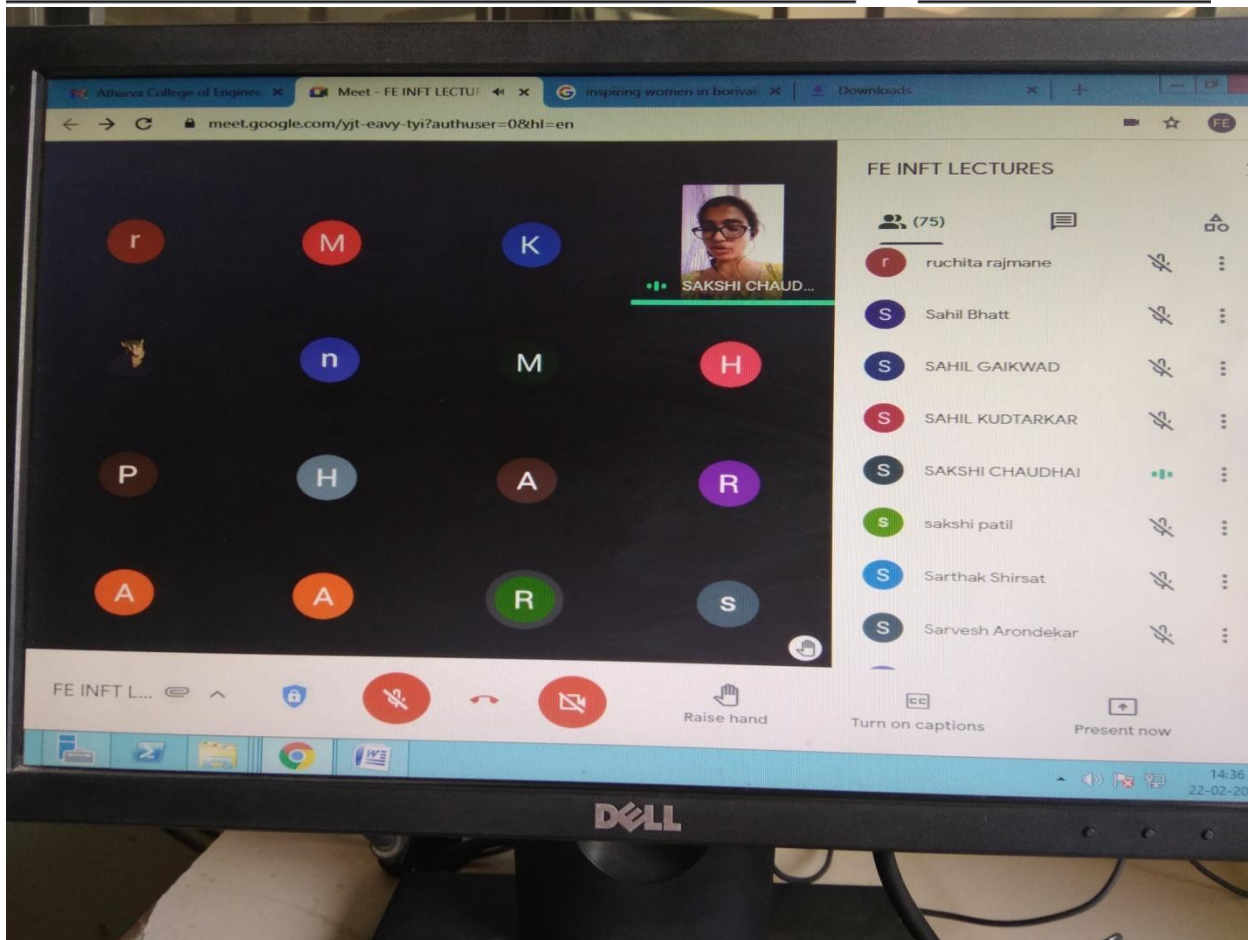 Atharva College of Enginee
Meet - FE INFT LECTU
inspiring women in borival
Downloads
meet.google.com/yjt-eavy-tyi?authuser=0&hl=en
FE
FE INFT LECTURES
(75)
r
M
K
SAKSHI CHAUD...
n
M
H
P
H
A
R
A
A
R
s
r ruchita rajmane
S Sahil Bhatt
S SAHIL GAIKWAD
S SAHIL KUDTARKAR
S SAKSHI CHAUDHAI
s sakshi patil
S Sarthak Shirsat
S Sarvesh Arondekar
FE INFT L...
Raise hand
CC
Turn on captions
Present now
W
14:36
22-02-20
DELL